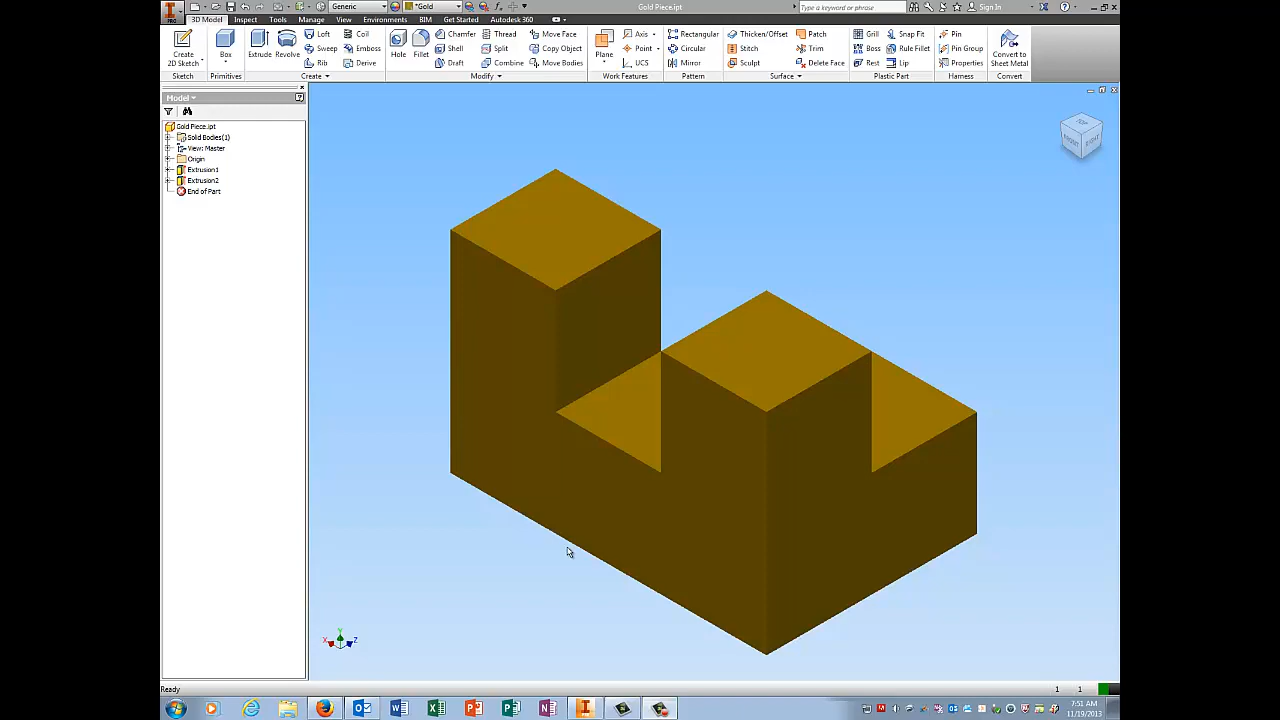 Generic
*Gold
Gold Piece.ipt
Type a keyword or phrase
Sign In
PRO
3D Model Inspect Tools Manage View Environments BIM Get Started Autodesk 360
Create
2D Sketch
Sketch
Box
Primitives
Extrude Revolve
Loft Coil
Sweep Emboss
Rib Derive
Create
Hole Fillet
Chamfer Thread Move Face
Shell Split Copy Object
Draft Combine Move Bodies
Modify
Plane
Axis
Point
UCS
Work Features
Rectangular
Circular
Mirror
Pattern
Thicken/Offset Patch
Stitch Trim
Sculpt Delete Face
Surface
Grill Snap Fit
Boss Rule Fillet
Rest Lip
Plastic Part
Pin
Pin Group
Properties
Harness
Convert to
Sheet Metal
Convert
Model
Gold Piece.ipt
Solid Bodies(1)
View: Master
Origin
Extrusion1
Extrusion2
End of Part
TOP
FRONT
RIGHT
Y
X
Z
Ready
1 1
7:51 AM
11/19/2013